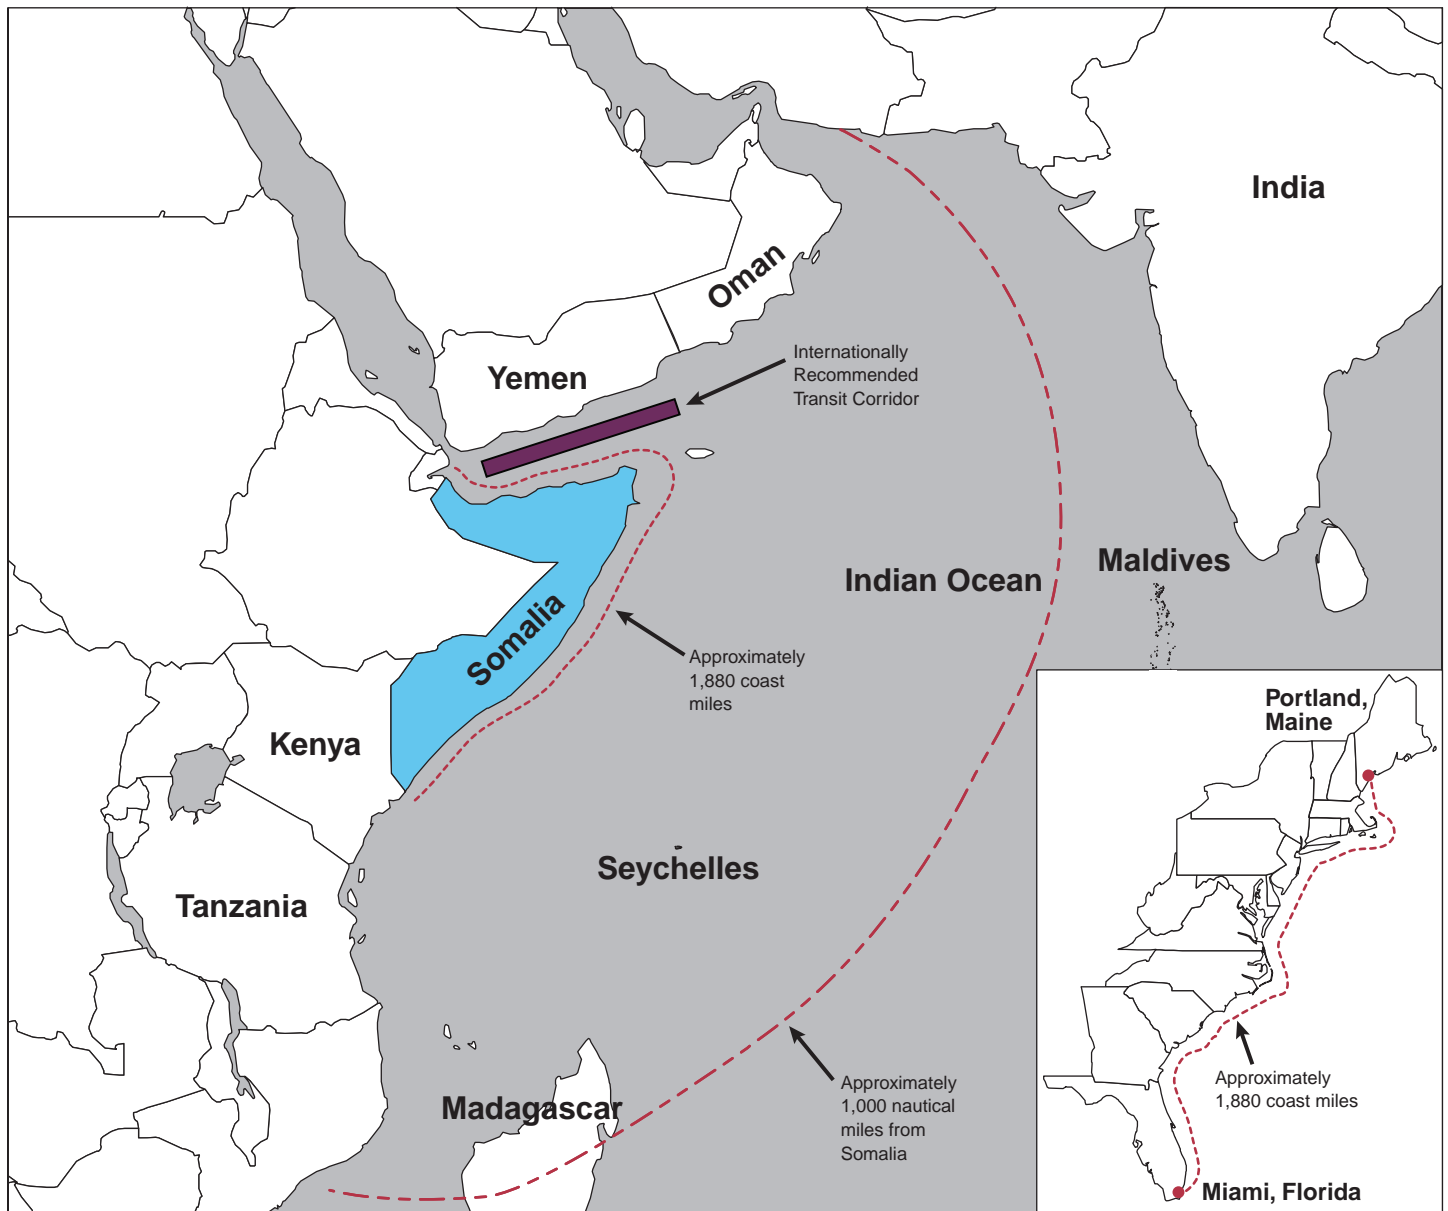 India
Oman
Internationally
Recommended
Transit Corridor
Yemen
Maldives
Indian Ocean
Somalia
Approximately
1,880 coast
miles
Kenya
Seychelles
Tanzania
Madagascar
Approximately
1,000 nautical
miles from
Somalia
Portland,
Maine
Approximately
1,880 coast miles
Miami, Florida